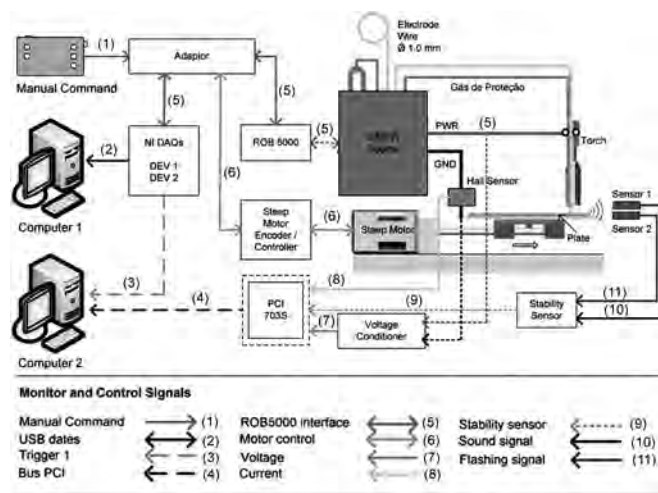 Electrode
Wire
Ø 1.0 mm
(1)
Adaptor
Manual Command
Gás de Proteção
(5)
(5)
(5)
PWR
(5)
(2)
NI DAQs
DEV 1
DEV 2
ROB 5000
Torch
(6)
GND
Hall Sensor
Sensor 1
Sensor 2
Computer 1
Steep
Motor
Encoder /
Controller
(6)
Steep Motor
Plate
(3)
(8)
(11)
(4)
PCI
703S
(9)
Stability
Sensor
(7)
Voltage
Conditioner
(10)
Computer 2
Monitor and Control Signals
Manual Command (1) ROB5000 interface (5) Stability sensor (9)
USB dates (2) Motor control (6) Sound signal (10)
Trigger 1 (3) Voltage (7) Flashing signal (11)
Bus PCI (4) Current (8)